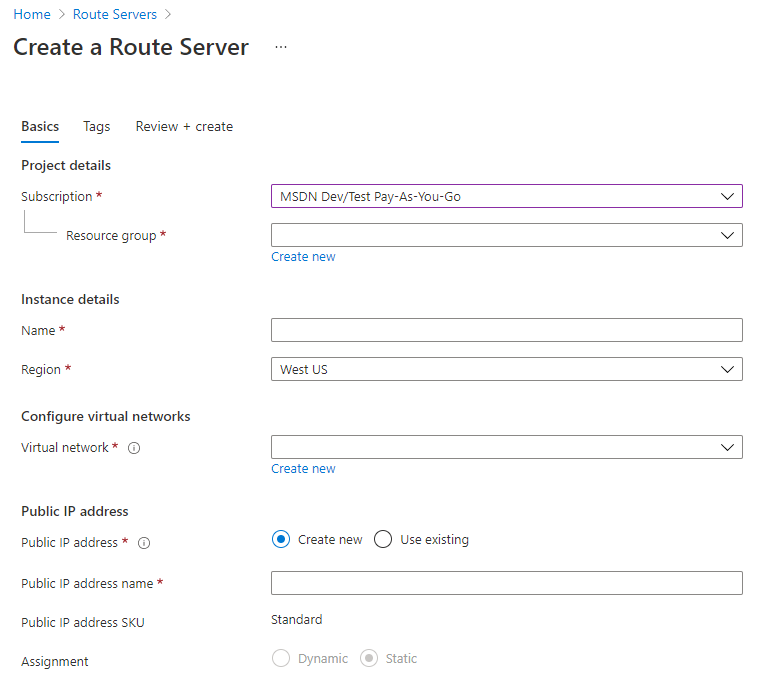 Home > Route Servers >
Create a Route Server ...
Basics Tags Review + create
Project details
Subscription * MSDN Dev/Test Pay-As-You-Go
Resource group *
Create new
Instance details
Name *
Region * West US
Configure virtual networks
Virtual network *
Create new
Public IP address
Public IP address * Create new Use existing
Public IP address name *
Public IP address SKU Standard
Assignment Dynamic Static